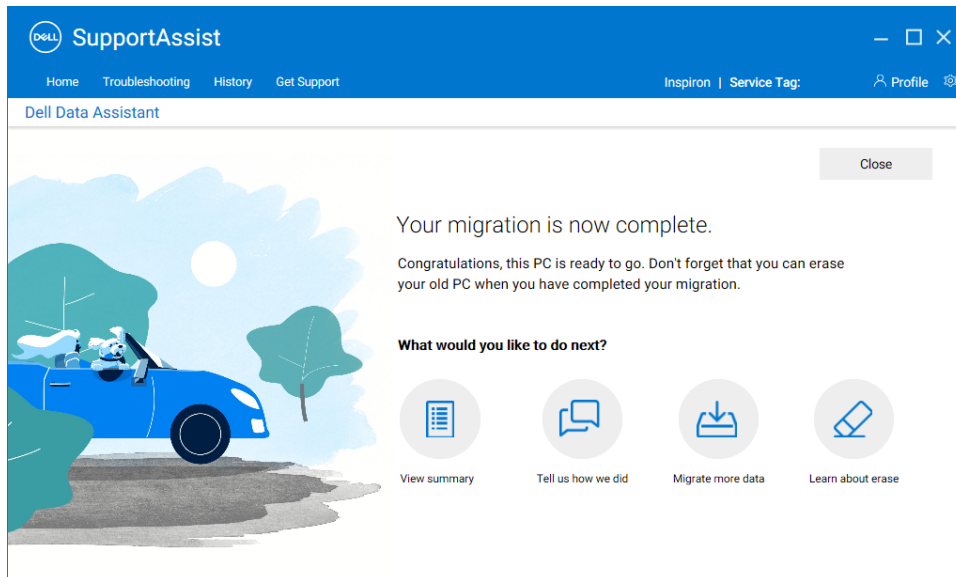 DELL SupportAssist
Home Troubleshooting History Get Support Inspiron | Service Tag: Profile
Dell Data Assistant
Close
Your migration is now complete.
Congratulations, this PC is ready to go. Don't forget that you can erase
your old PC when you have completed your migration.
What would you like to do next?
View summary Tell us how we did Migrate more data Learn about erase